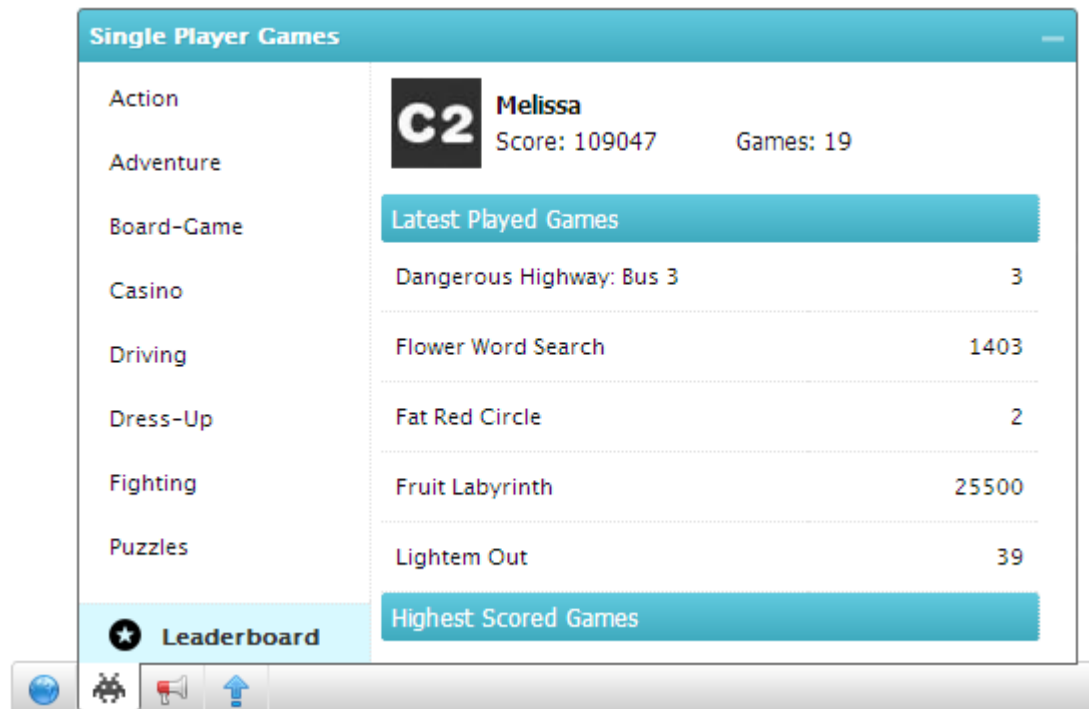 Single Player Games
Action
Adventure
Board-Game
Casino
Driving
Dress-Up
Fighting
Puzzles
Leaderboard
C2
Melissa
Score: 109047 Games: 19
Latest Played Games
Dangerous Highway: Bus 3 3
Flower Word Search 1403
Fat Red Circle 2
Fruit Labyrinth 25500
Lightem Out 39
Highest Scored Games